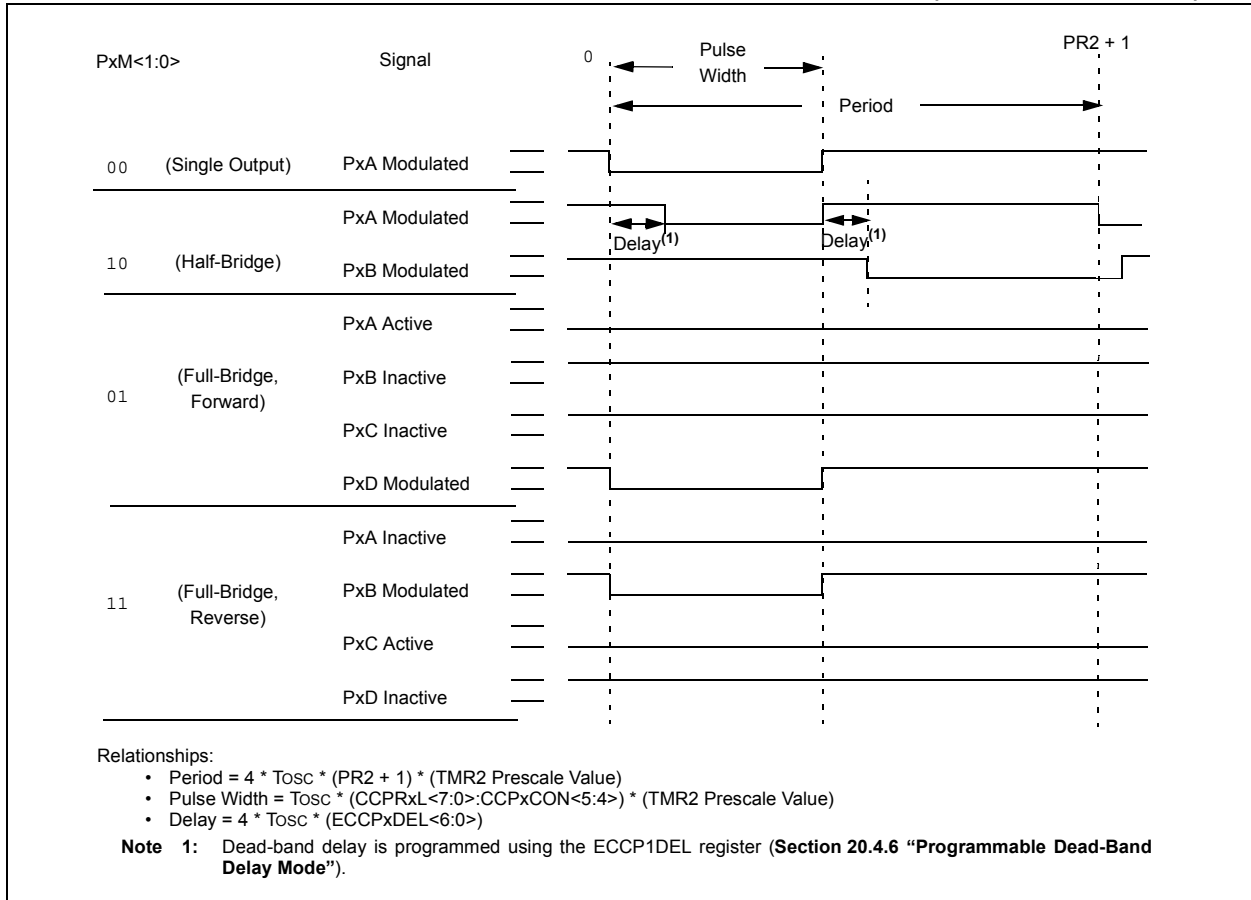 PxM<1:0>
Signal
0
Pulse
Width
PR2 + 1
Period
00 (Single Output) PxA Modulated
PxA Modulated
Delay(1)
Delay(1)
10 (Half-Bridge)
PxB Modulated
PxA Active
(Full-Bridge,
Forward)
PxB Inactive
01
PxC Inactive
PxD Modulated
PxA Inactive
(Full-Bridge,
Reverse)
PxB Modulated
11
PxC Active
PxD Inactive
Relationships:
• Period = 4 * TOSC * (PR2 + 1) * (TMR2 Prescale Value)
• Pulse Width = TOSC * (CCPRxL<7:0>:CCPxCON<5:4>) * (TMR2 Prescale Value)
• Delay = 4 * TOSC * (ECCPxDEL<6:0>)
Note 1: Dead-band delay is programmed using the ECCP1DEL register (Section 20.4.6 “Programmable Dead-Band
Delay Mode”).